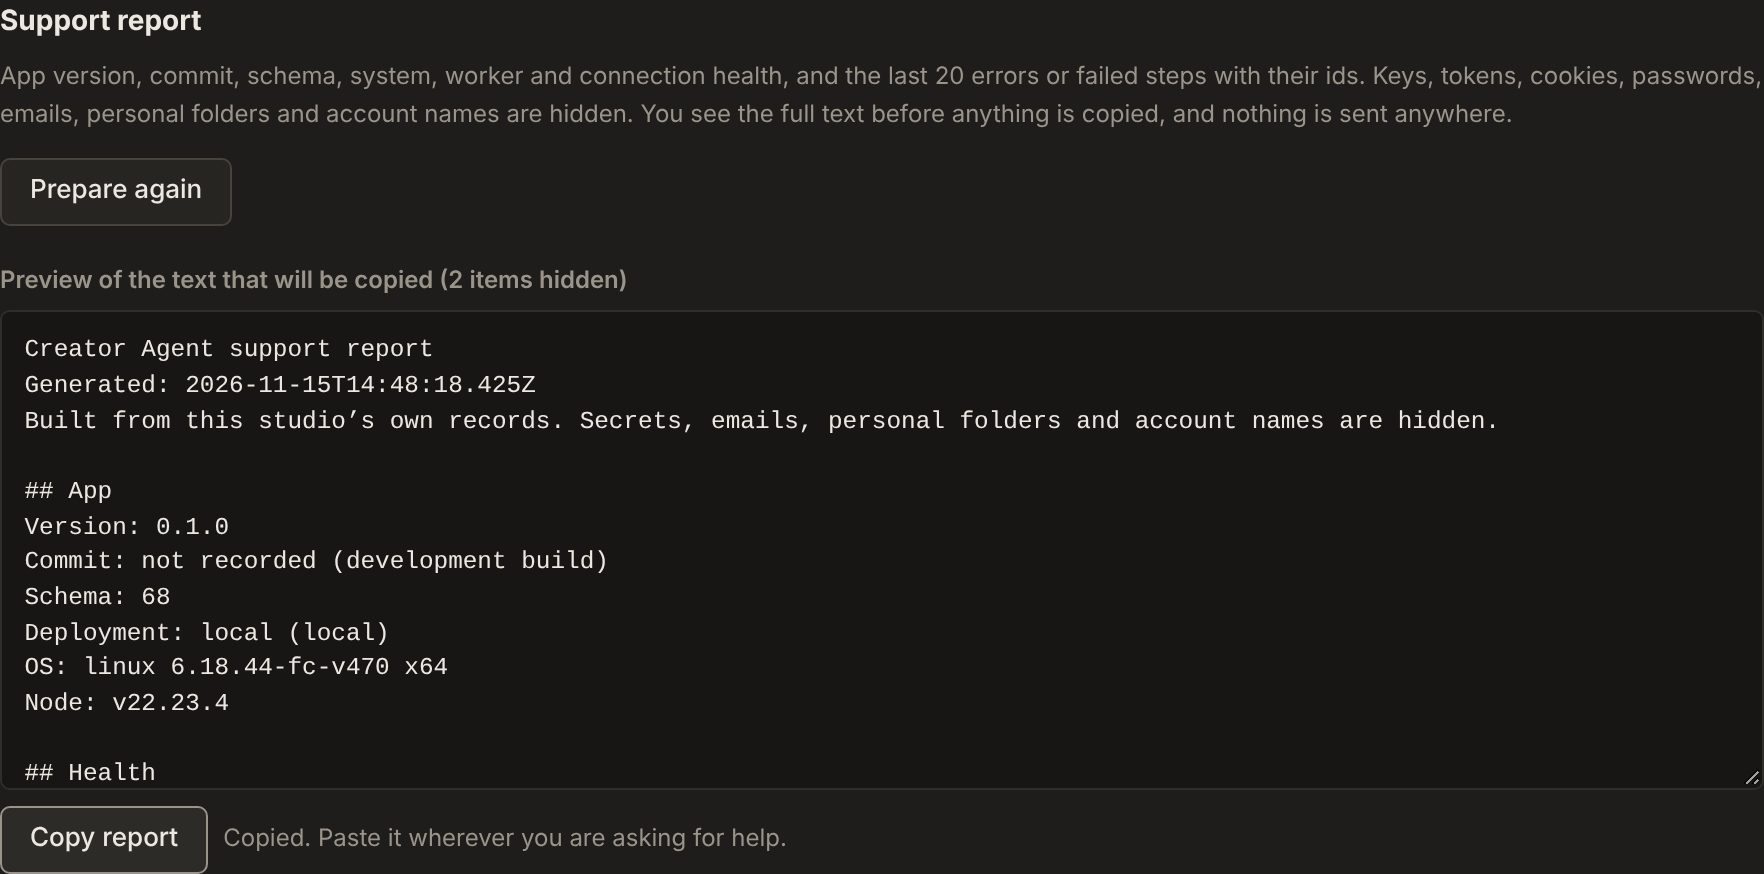 Support report
App version, commit, schema, system, worker and connection health, and the last 20 errors or failed steps with their ids. Keys, tokens, cookies, passwords,
emails, personal folders and account names are hidden. You see the full text before anything is copied, and nothing is sent anywhere.
Prepare again
Preview of the text that will be copied (2 items hidden)
Creator Agent support report
Generated: 2026-11-15T14:48:18.425Z
Built from this studio’s own records. Secrets, emails, personal folders and account names are hidden.
## App
Version: 0.1.0
Commit: not recorded (development build)
Schema: 68
Deployment: local (local)
OS: linux 6.18.44-fc-v470 x64
Node: v22.23.4
## Health
Copy report
Copied. Paste it wherever you are asking for help.